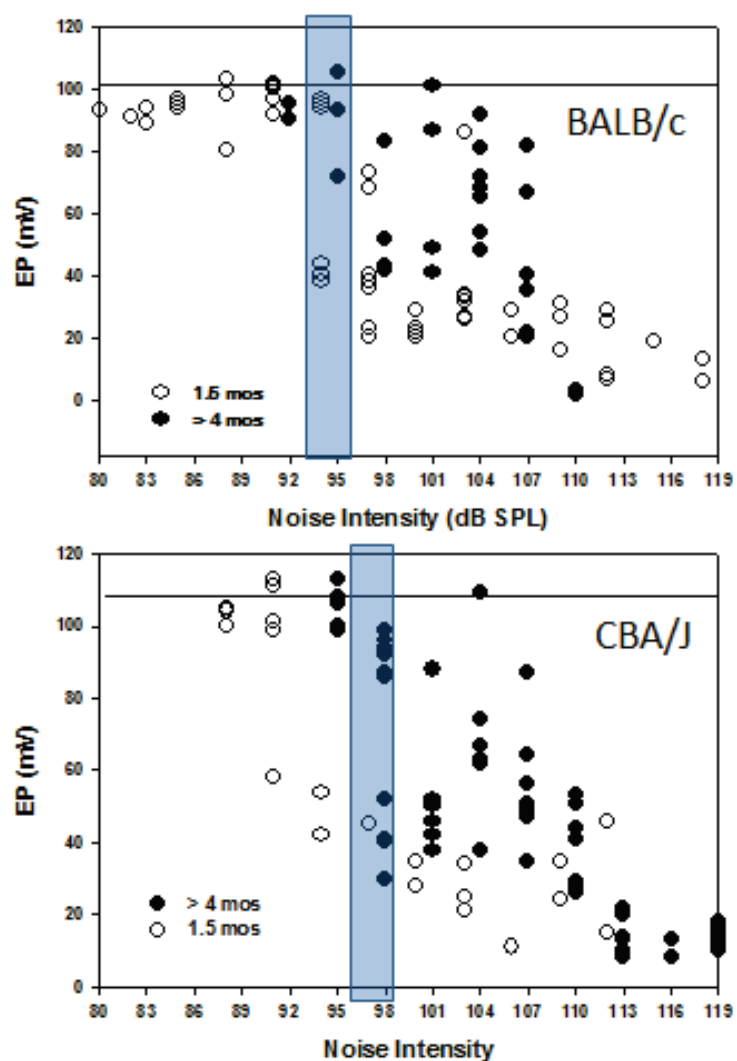 120
100
80
60
40
20
0
EP (mV)
BALB/c
1.5 mos
> 4 mos
80 83 86 89 92 95 98 101 104 107 110 113 116 119
Noise Intensity (dB SPL)
120
100
80
60
40
20
0
EP (mV)
CBA/J
> 4 mos
1.5 mos
80 83 86 89 92 95 98 101 104 107 110 113 116 119
Noise Intensity